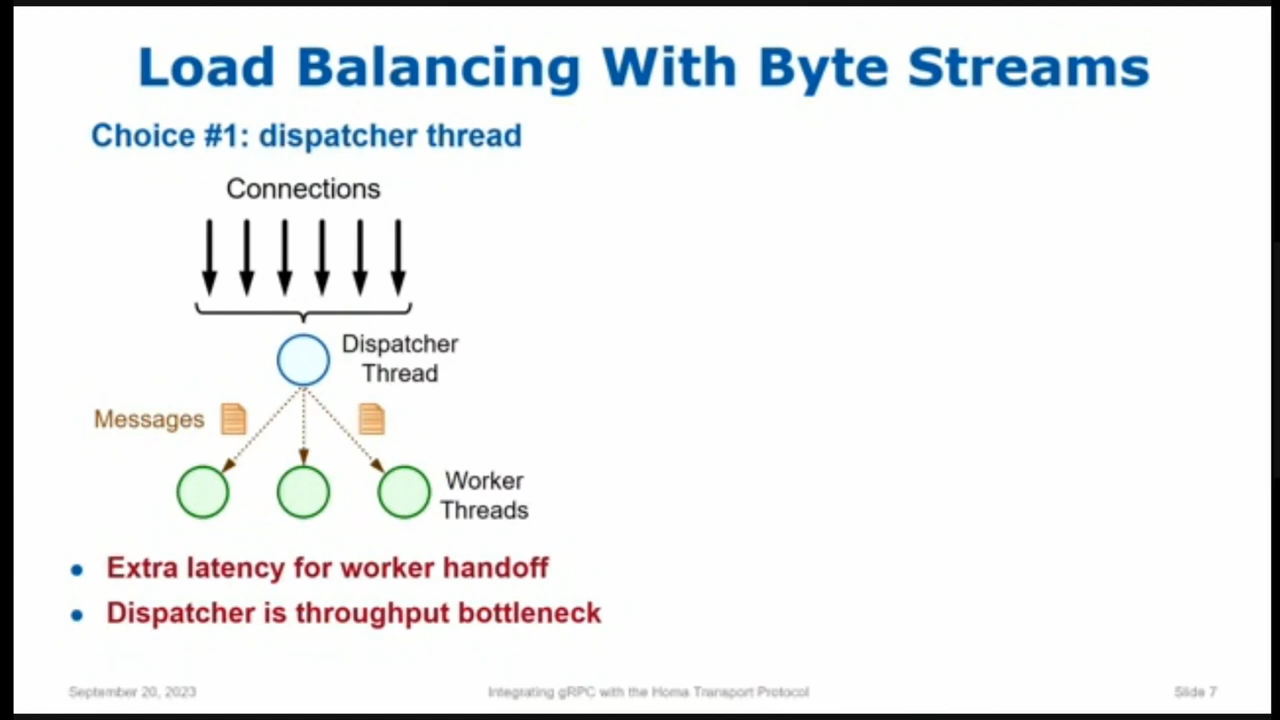 Load Balancing With Byte Streams
Choice #1: dispatcher thread
Connections
Dispatcher
Thread
Messages
Worker
Threads
Extra latency for worker handoff
Dispatcher is throughput bottleneck
September 20, 2023
Integrating gRPC with the Homa Transport Protocol
Slide 7